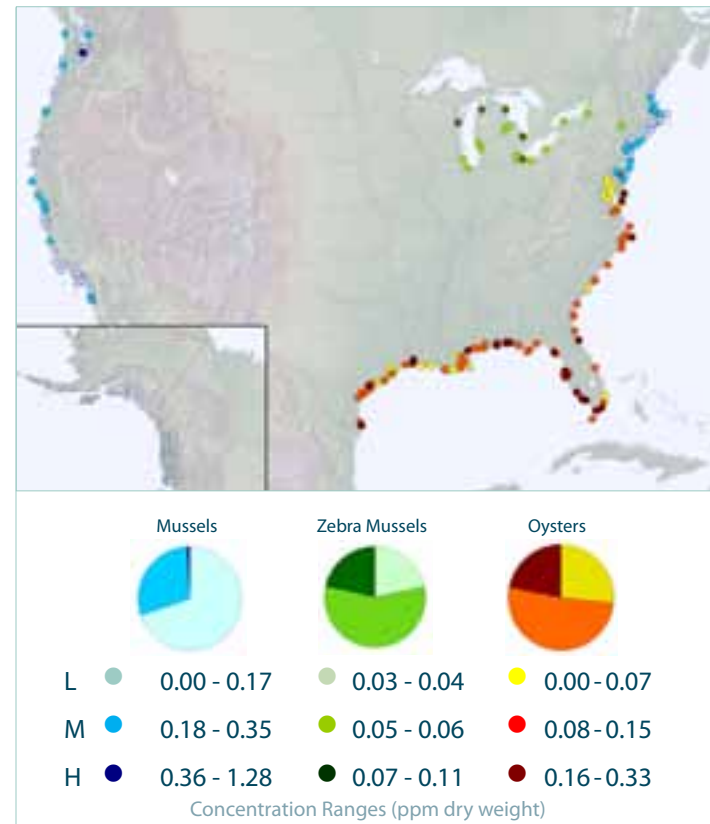 Mussels Zebra Mussels Oysters
L 0.00 - 0.17 0.03 - 0.04 0.00 - 0.07
M 0.18 - 0.35 0.05 - 0.06 0.08 - 0.15
H 0.36 - 1.28 0.07 - 0.11 0.16 - 0.33
Concentration Ranges (ppm dry weight)